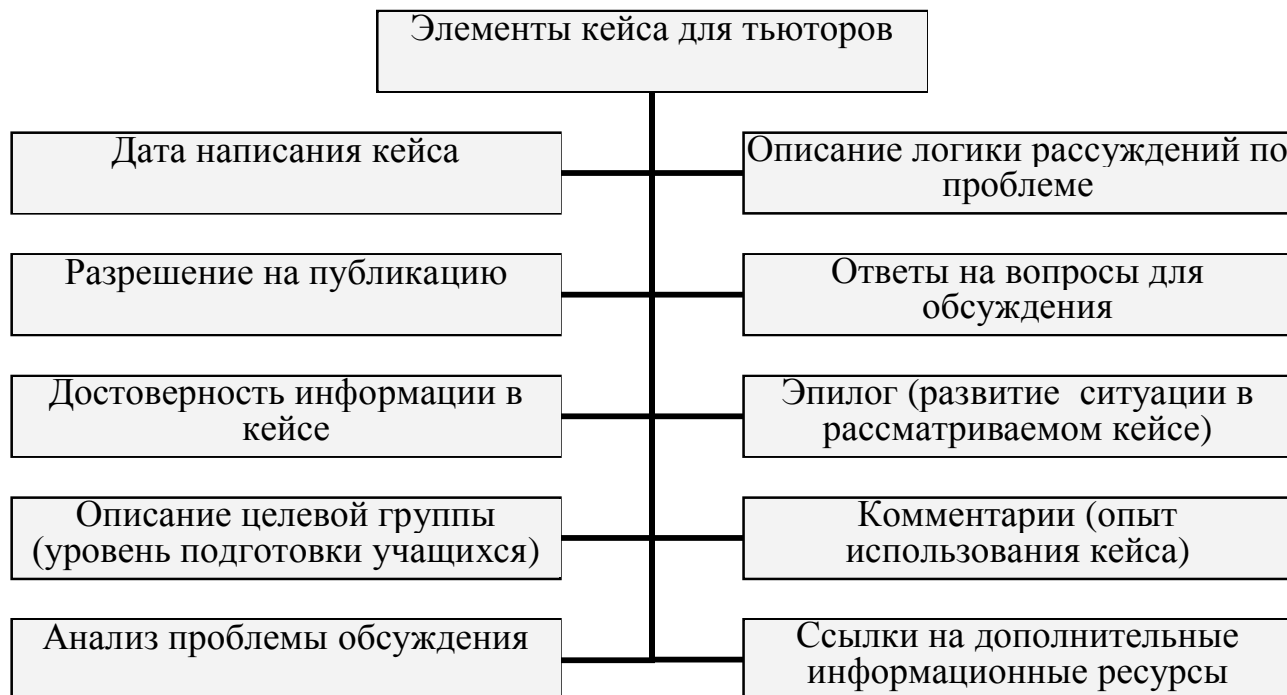 Элементы кейса для тьюторов
Дата написания кейса
Описание логики рассуждений по
проблеме
Разрешение на публикацию
Ответы на вопросы для
обсуждения
Достоверность информации в
кейсе
Эпилог (развитие  ситуации в
рассматриваемом кейсе)
Описание целевой группы
(уровень подготовки учащихся)
Комментарии (опыт
использования кейса)
Анализ проблемы обсуждения
Ссылки на дополнительные
информационные ресурсы